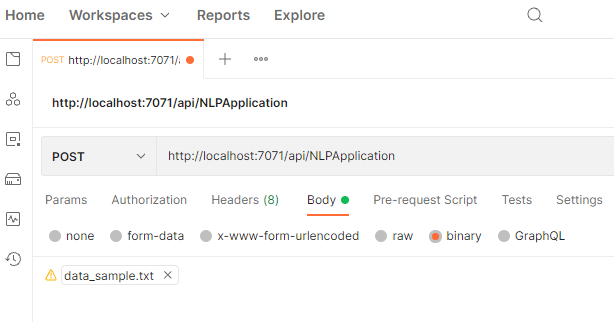 Home Workspaces Reports Explore
POST http://localhost:7071/a
http://localhost:7071/api/NLPApplication
POST http://localhost:7071/api/NLPApplication
Params Authorization Headers (8) Body Pre-request Script Tests Settings
none form-data x-www-form-urlencoded raw binary GraphQL
data_sample.txt